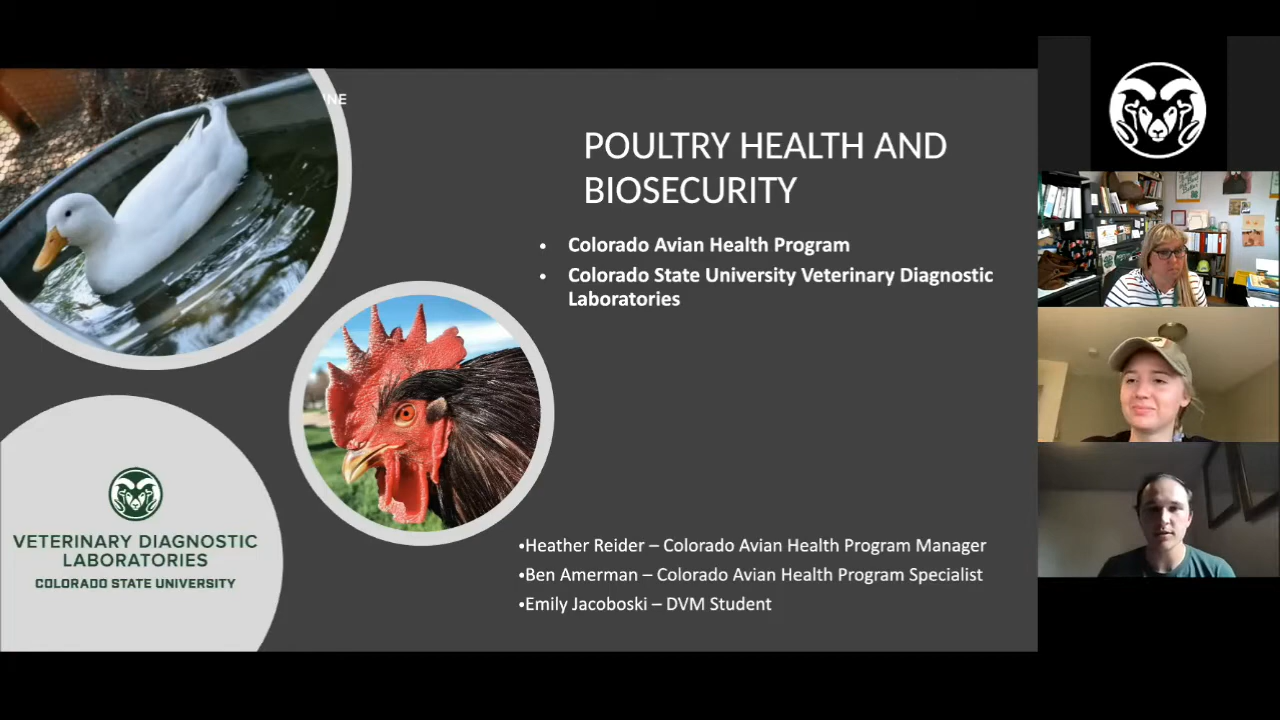 INE
POULTRY HEALTH AND
BIOSECURITY
• Colorado Avian Health Program
• Colorado State University Veterinary Diagnostic
Laboratories
VETERINARY DIAGNOSTIC
LABORATORIES
COLORADO STATE UNIVERSITY
•Heather Reider – Colorado Avian Health Program Manager
•Ben Amerman – Colorado Avian Health Program Specialist
•Emily Jacoboski – DVM Student